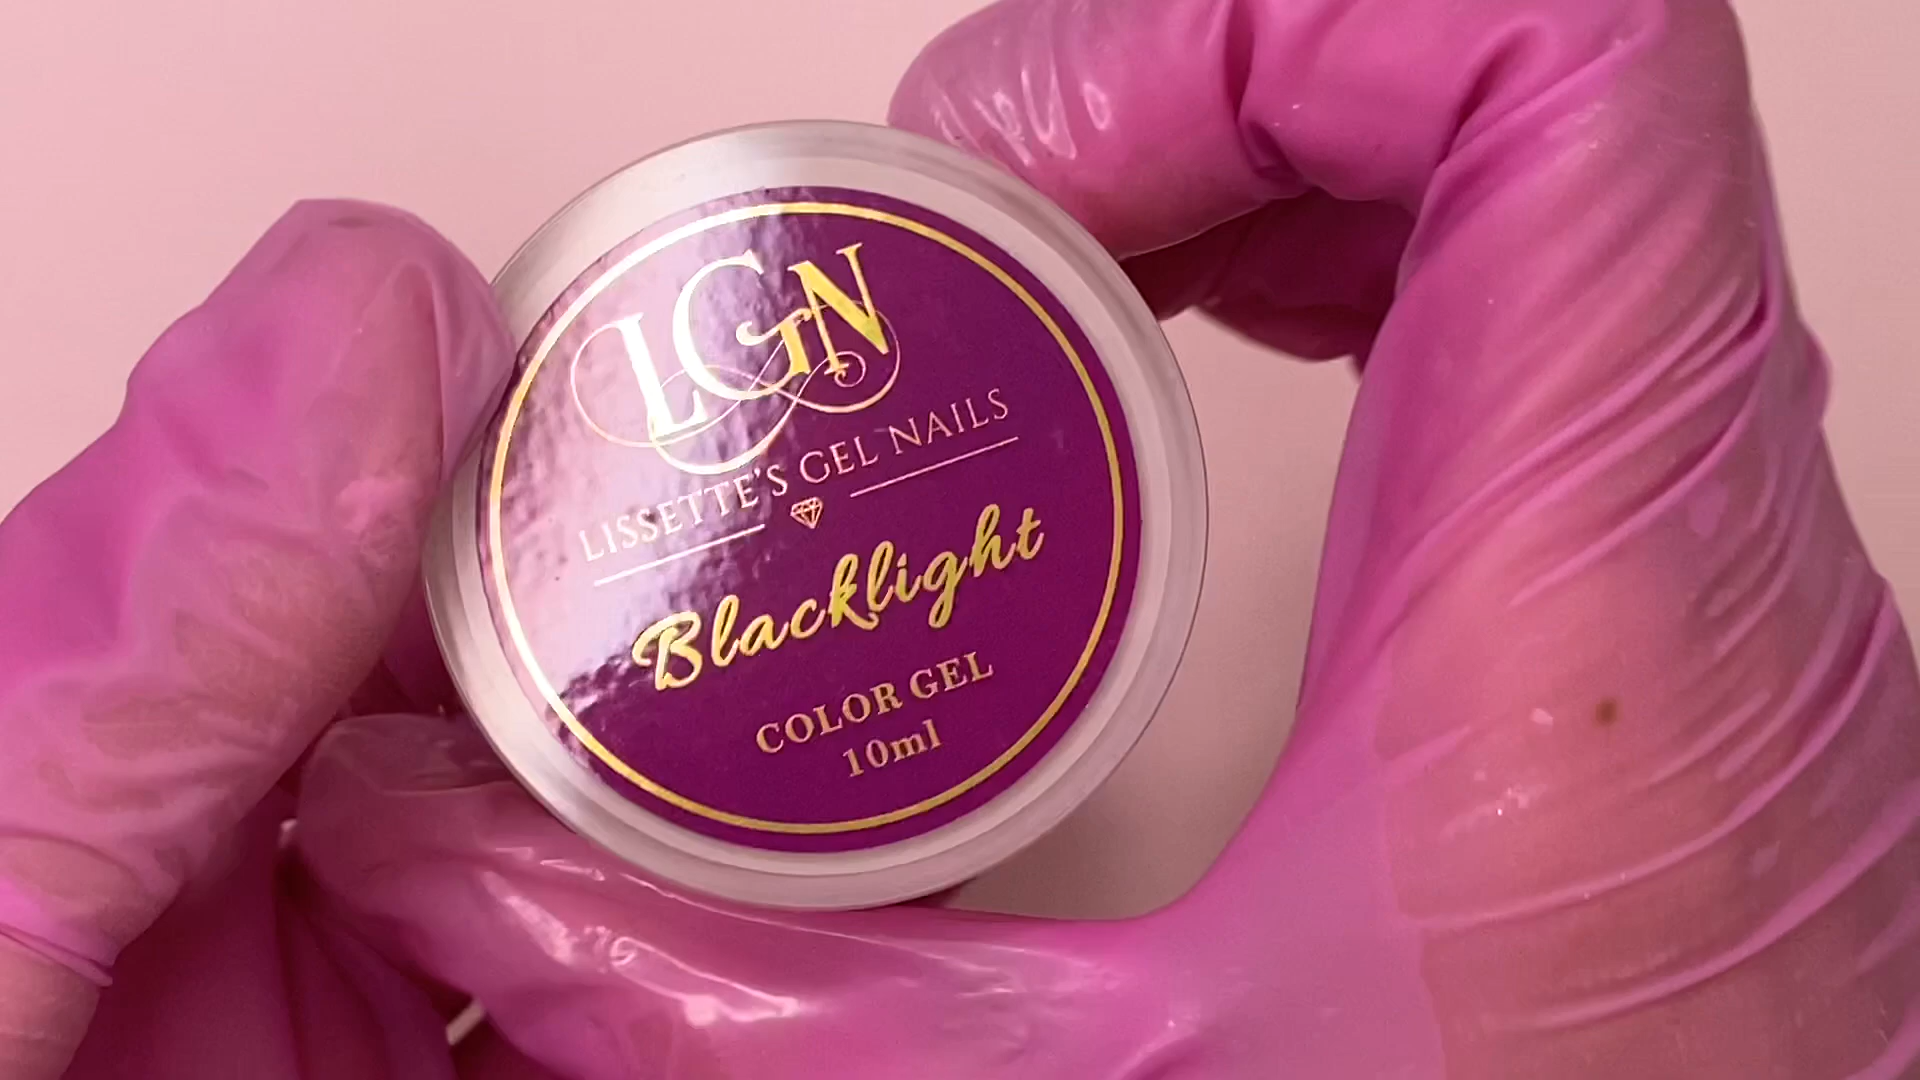 LGN
LISSETTE'S GEL NAILS
Blacklight
COLOR GEL
10ml